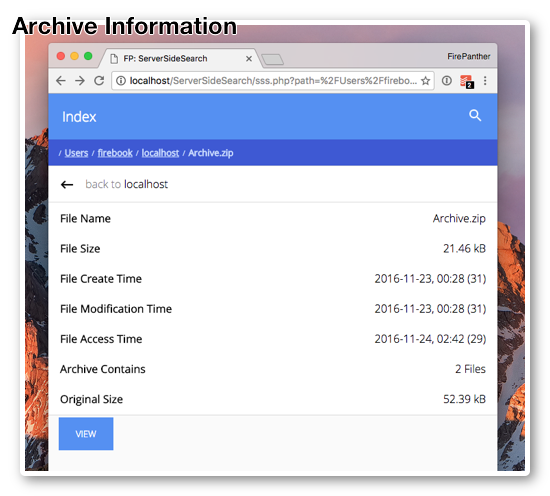 Archive Information
FP: ServerSideSearch
FirePanther
localhost/ServerSideSearch/sss.php?path=%2FUsers%2Ffirebo...
2
Index
/ Users / firebook / localhost / Archive.zip
back to localhost
File Name Archive.zip
File Size 21.46 kB
File Create Time 2016-11-23, 00:28 (31)
File Modification Time 2016-11-23, 00:28 (31)
File Access Time 2016-11-24, 02:42 (29)
Archive Contains 2 Files
Original Size 52.39 kB
VIEW